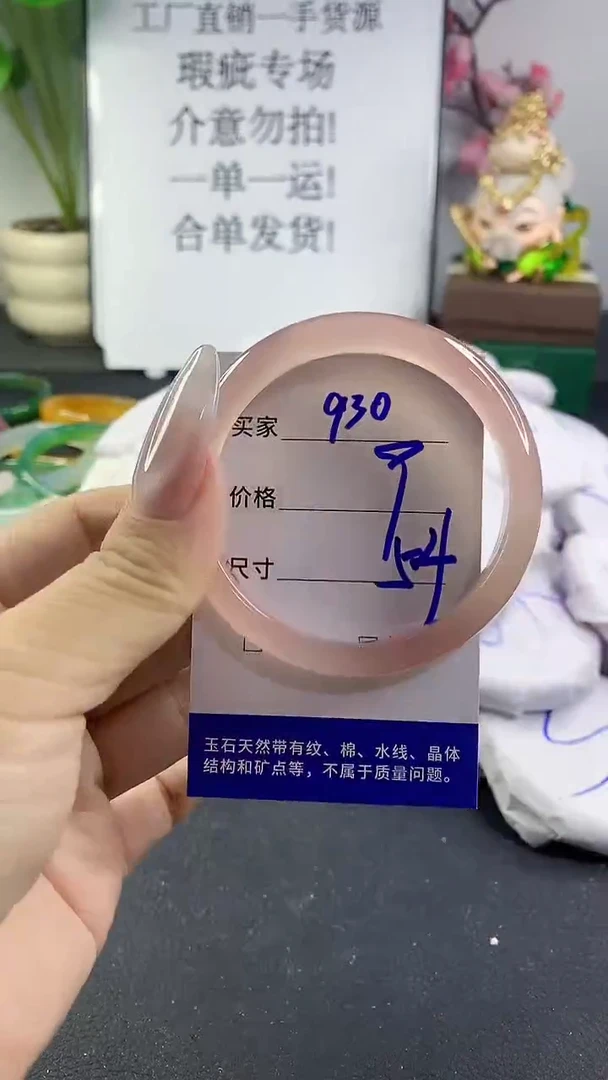 工厂直销一手货源
瑕疵专场
介意勿拍!
一单一运!
合单发货!
买家 930
价格
尺寸 54
玉石天然带有纹、棉、水线、晶体
结构和矿点等，不属于质量问题。